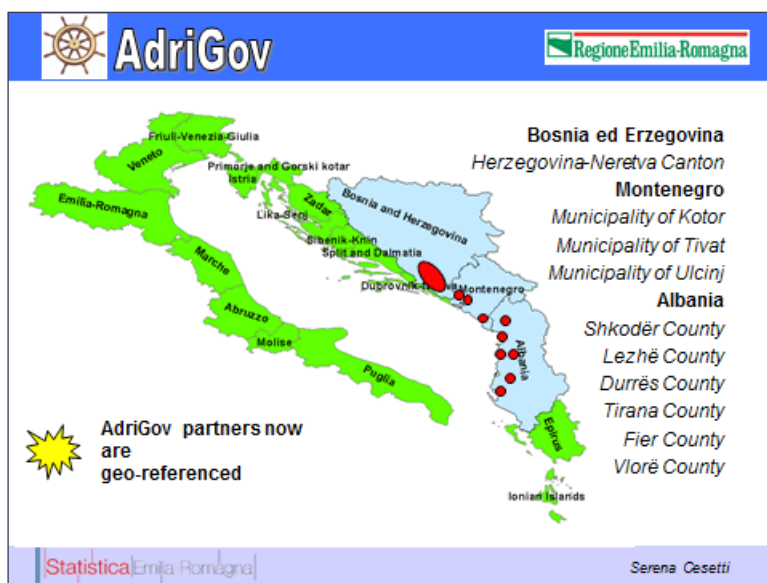 AdriGov
RegioneEmilia-Romagna
Bosnia ed Erzegovina
Herzegovina-Neretva Canton
Montenegro
Municipality of Kotor
Municipality of Tivat
Municipality of Ulcinj
Albania
Shkodër County
Lezhë County
Durrës County
Tirana County
Fier County
Vlorë County
Friuli-Venezia-Giulia
Veneto
Emilia-Romagna
Primorje and Gorski kotar
Istria
Lika-Senj
Zadar
Sibenik-Knin
Split and Dalmatia
Bosnia and Herzegovina
Montenegro
Albania
Marche
Abruzzo
Molise
Puglia
Epirus
Ionian Islands
AdriGov partners now
are
geo-referenced
Statistica Emilia-Romagna
Serena Cesetti